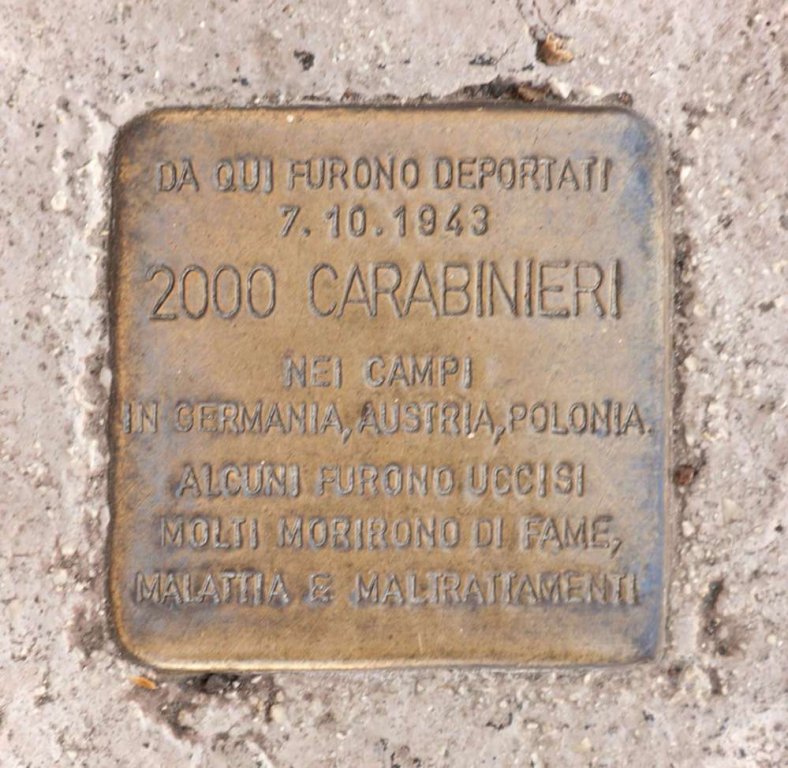 DA QUI FURONO DEPORTATI
7.10.1943
2000 CARABINIERI
NEI CAMPI
IN GERMANIA, AUSTRIA, POLONIA.
ALCUNI FURONO UCCISI
MOLTI MORIRONO DI FAME,
MALATTIA & MALTRATTAMENTI